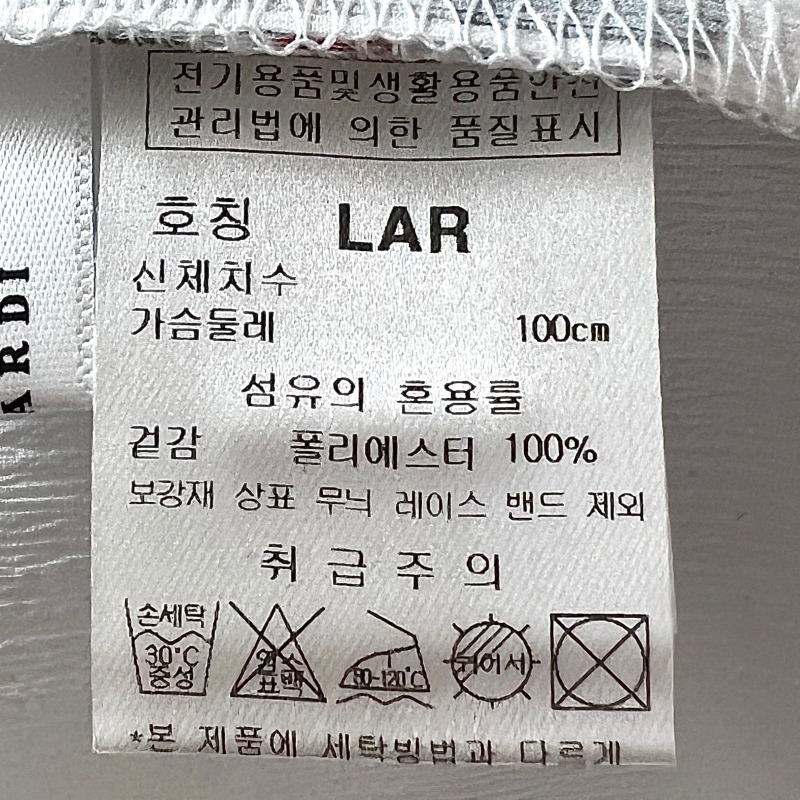 전기용품및생활용품안전
관리법에 의한 품질표시
호칭 LAR
신체치수
가슴둘레 100cm
섬유의 혼용률
겉감 폴리에스터 100%
보강재 상표 무늬 레이스 밴드 제외
취급주의
손세탁
30℃
중성
염소
표백
80-120℃
뉘어서
*본 제품에 세탁방법과 다르게
ARDI